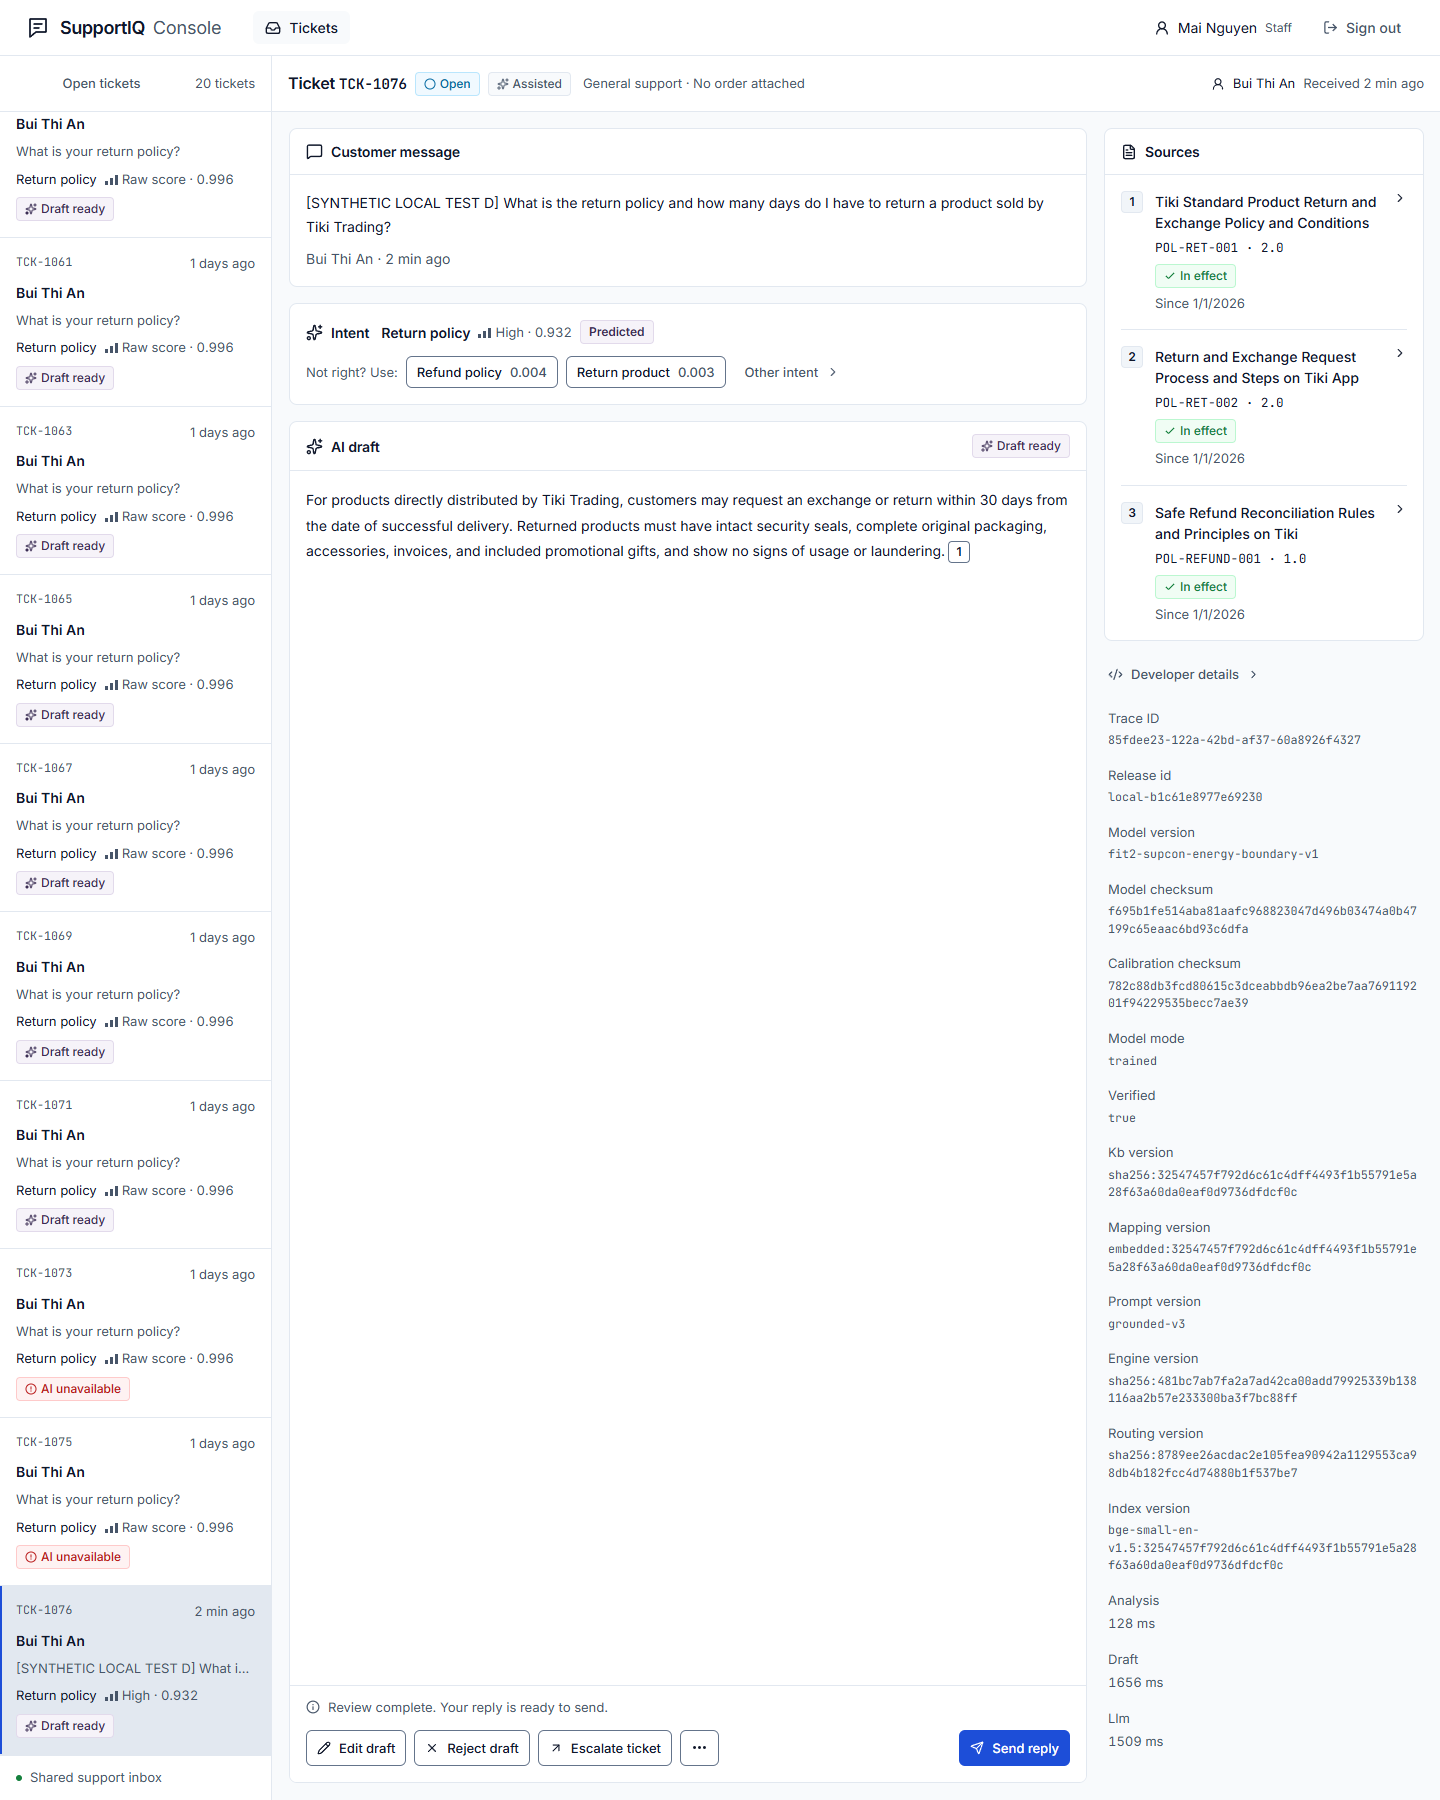 SupportIQ Console
Tickets
Mai Nguyen Staff
Sign out
Open tickets
20 tickets
Bui Thi An
What is your return policy?
Return policy Raw score · 0.996
Draft ready
TCK-1061
1 days ago
Bui Thi An
What is your return policy?
Return policy Raw score · 0.996
Draft ready
TCK-1063
1 days ago
Bui Thi An
What is your return policy?
Return policy Raw score · 0.996
Draft ready
TCK-1065
1 days ago
Bui Thi An
What is your return policy?
Return policy Raw score · 0.996
Draft ready
TCK-1067
1 days ago
Bui Thi An
What is your return policy?
Return policy Raw score · 0.996
Draft ready
TCK-1069
1 days ago
Bui Thi An
What is your return policy?
Return policy Raw score · 0.996
Draft ready
TCK-1071
1 days ago
Bui Thi An
What is your return policy?
Return policy Raw score · 0.996
Draft ready
TCK-1073
1 days ago
Bui Thi An
What is your return policy?
Return policy Raw score · 0.996
AI unavailable
TCK-1075
1 days ago
Bui Thi An
What is your return policy?
Return policy Raw score · 0.996
AI unavailable
TCK-1076
2 min ago
Bui Thi An
[SYNTHETIC LOCAL TEST D] What i...
Return policy High · 0.932
Draft ready
Shared support inbox
Ticket TCK-1076 Open Assisted General support · No order attached
Bui Thi An Received 2 min ago
Customer message
[SYNTHETIC LOCAL TEST D] What is the return policy and how many days do I have to return a product sold by
Tiki Trading?
Bui Thi An · 2 min ago
Intent Return policy High · 0.932 Predicted
Not right? Use: Refund policy 0.004 Return product 0.003 Other intent
AI draft
Draft ready
For products directly distributed by Tiki Trading, customers may request an exchange or return within 30 days from
the date of successful delivery. Returned products must have intact security seals, complete original packaging,
accessories, invoices, and included promotional gifts, and show no signs of usage or laundering. 1
Review complete. Your reply is ready to send.
Edit draft
Reject draft
Escalate ticket
...
Send reply
Sources
1 Tiki Standard Product Return and
Exchange Policy and Conditions
POL-RET-001 · 2.0
In effect
Since 1/1/2026
2 Return and Exchange Request
Process and Steps on Tiki App
POL-RET-002 · 2.0
In effect
Since 1/1/2026
3 Safe Refund Reconciliation Rules
and Principles on Tiki
POL-REFUND-001 · 1.0
In effect
Since 1/1/2026
Developer details
Trace ID
85fdee23-122a-42bd-af37-60a8926f4327
Release id
local-b1c61e8977e69230
Model version
fit2-supcon-energy-boundary-v1
Model checksum
f695b1fe514aba81aafc968823047d496b03474a0b47
199c65eaac6bd93c6dfa
Calibration checksum
782c88db3fcd80615c3dceabbdb96ea2be7aa7691192
01f94229535becc7ae39
Model mode
trained
Verified
true
Kb version
sha256:32547457f792d6c61c4dff4493f1b55791e5a
28f63a60da0eaf0d9736dfdcf0c
Mapping version
embedded:32547457f792d6c61c4dff4493f1b55791e
5a28f63a60da0eaf0d9736dfdcf0c
Prompt version
grounded-v3
Engine version
sha256:481bc7ab7fa2a7ad42ca00add79925339b138
116aa2b57e233300ba3f7bc88ff
Routing version
sha256:8789ee26acdac2e105fea90942a1129553ca9
8db4b182fcc4d74880b1f537be7
Index version
bge-small-en-
v1.5:32547457f792d6c61c4dff4493f1b55791e5a28
f63a60da0eaf0d9736dfdcf0c
Analysis
128 ms
Draft
1656 ms
Llm
1509 ms